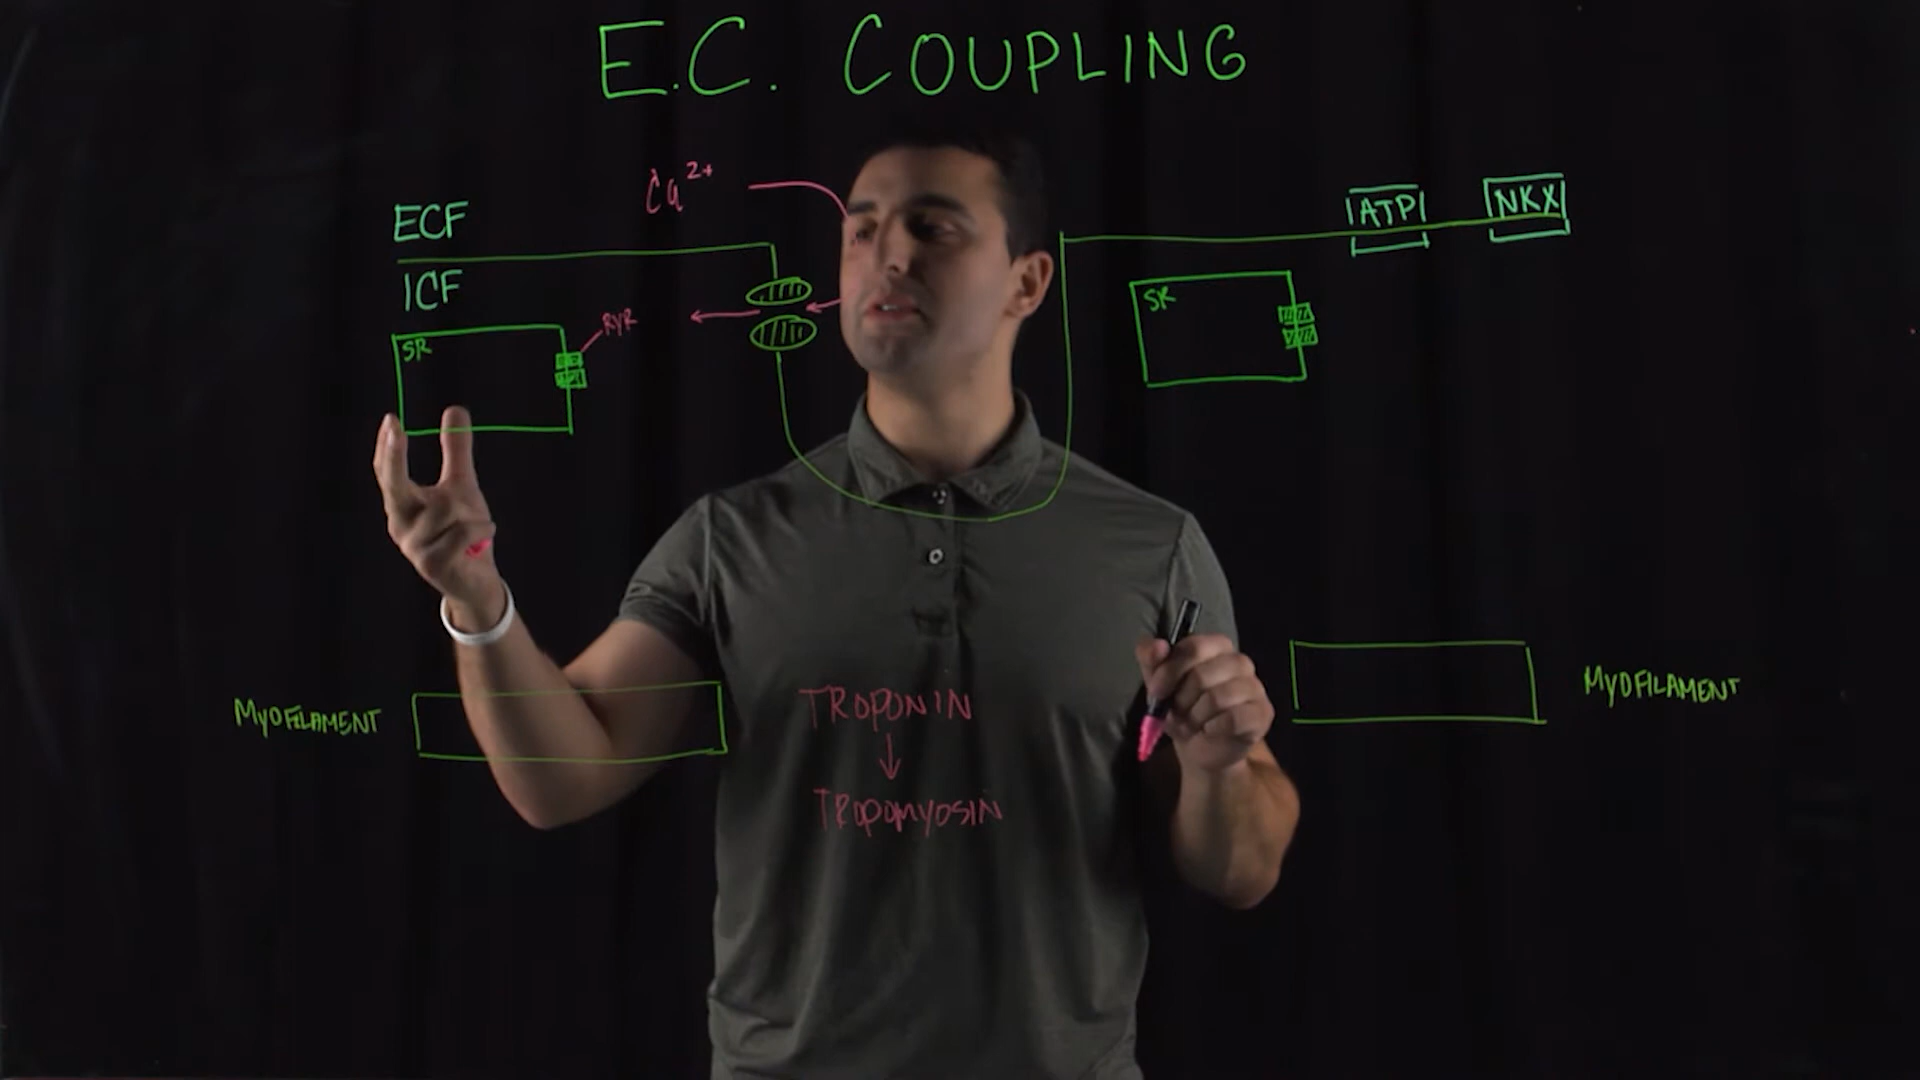 E.C. COUPLING
Ca2+
ECF
ICF
SR
RYR
SR
ATP
NKX
MYOFILAMENT
TROPONIN
↓
TROPOMYOSIN
MYOFILAMENT